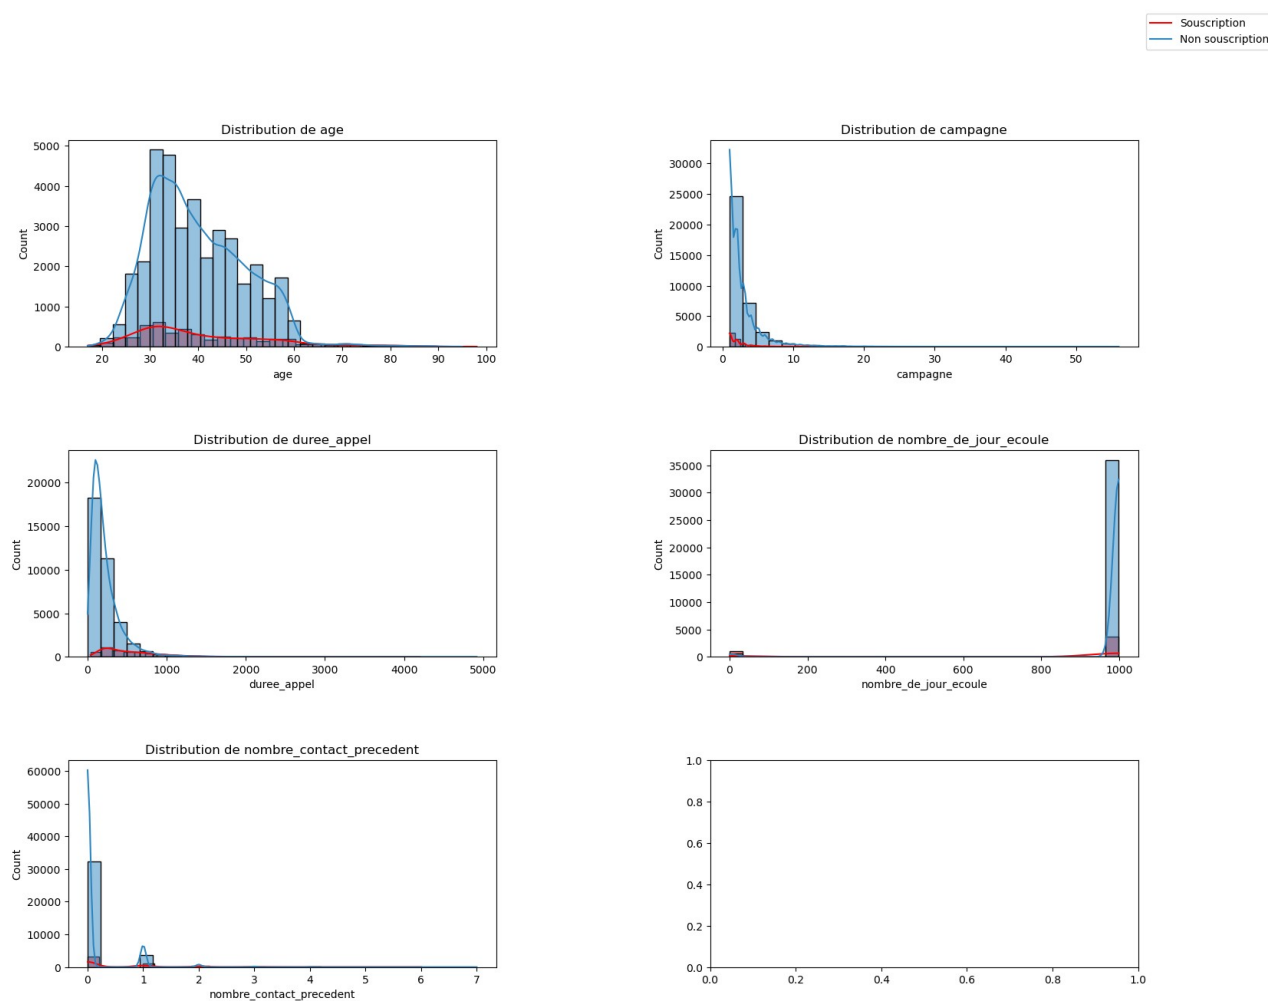 Souscription
Non souscription
Distribution de age
Count
5000
4000
3000
2000
1000
0
20 30 40 50 60 70 80 90 100
age
Distribution de campagne
Count
30000
25000
20000
15000
10000
5000
0
0 10 20 30 40 50
campagne
Distribution de duree_appel
Count
20000
15000
10000
5000
0
0 1000 2000 3000 4000 5000
duree_appel
Distribution de nombre_de_jour_ecoule
Count
35000
30000
25000
20000
15000
10000
5000
0
0 200 400 600 800 1000
nombre_de_jour_ecoule
Distribution de nombre_contact_precedent
Count
60000
50000
40000
30000
20000
10000
0
0 1 2 3 4 5 6 7
nombre_contact_precedent
1.0
0.8
0.6
0.4
0.2
0.0
0.0 0.2 0.4 0.6 0.8 1.0